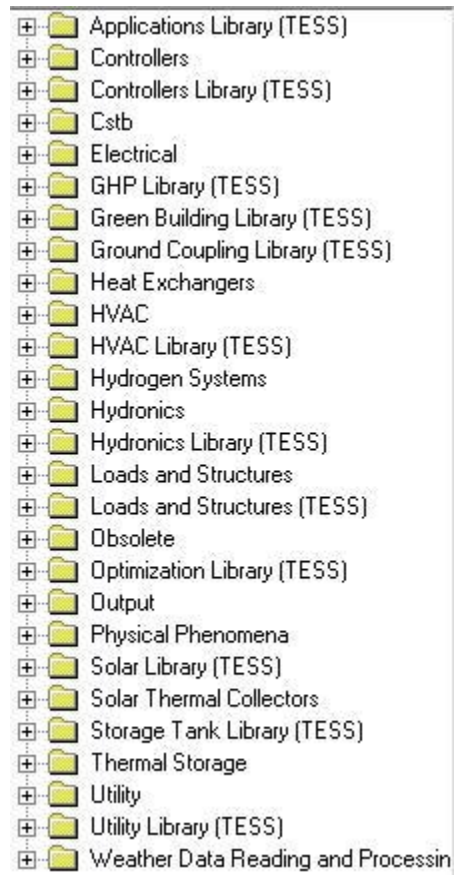 Applications Library (TESS)
Controllers
Controllers Library (TESS)
Cstb
Electrical
GHP Library (TESS)
Green Building Library (TESS)
Ground Coupling Library (TESS)
Heat Exchangers
HVAC
HVAC Library (TESS)
Hydrogen Systems
Hydronics
Hydronics Library (TESS)
Loads and Structures
Loads and Structures (TESS)
Obsolete
Optimization Library (TESS)
Output
Physical Phenomena
Solar Library (TESS)
Solar Thermal Collectors
Storage Tank Library (TESS)
Thermal Storage
Utility
Utility Library (TESS)
Weather Data Reading and Processin